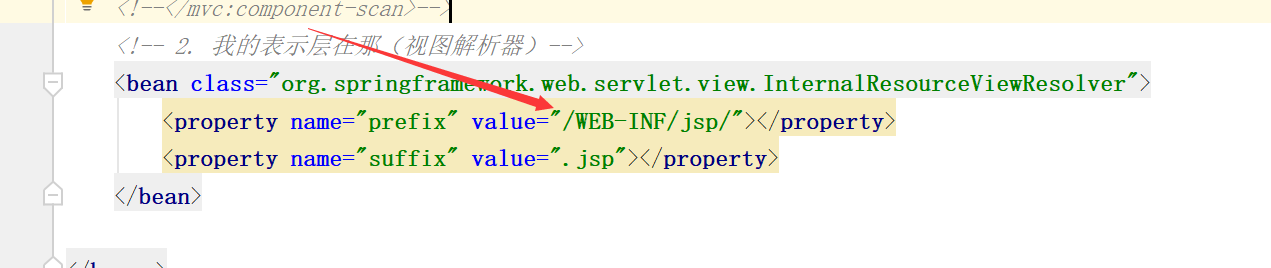 <!--</mvc:component-scan>-->
<!-- 2. 我的表示层在那（视图解析器）-->
<bean class="org.springframework.web.servlet.view.InternalResourceViewResolver">
<property name="prefix" value="/WEB-INF/jsp/"></property>
<property name="suffix" value=".jsp"></property>
</bean>